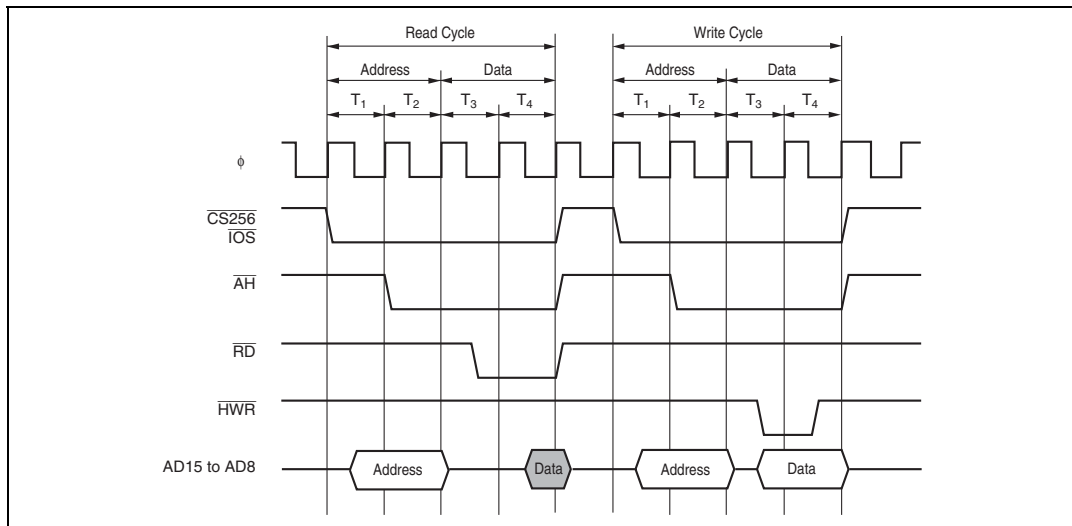 Read Cycle Write Cycle
Address Data Address Data
T1 T2 T3 T4 T1 T2 T3 T4
φ
CS256
IOS
AH
RD
HWR
AD15 to AD8 Address Data Address Data